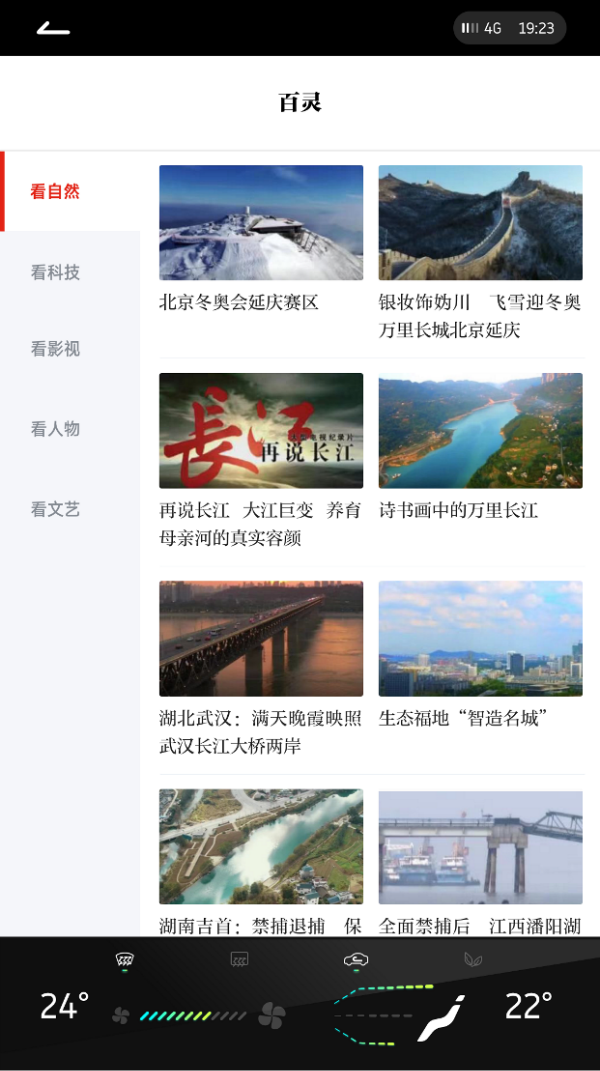 4G 19:23
百灵
看自然
看科技
看影视
看人物
看文艺
北京冬奥会延庆赛区
银妆饰妫川 飞雪迎冬奥
万里长城北京延庆
長江
电视纪录片
再说长江
再说长江 大江巨变 养育
母亲河的真实容颜
诗书画中的万里长江
湖北武汉：满天晚霞映照
武汉长江大桥两岸
生态福地“智造名城”
湖南吉首：禁捕退捕 保
全面禁捕后 江西潘阳湖
24°
22°